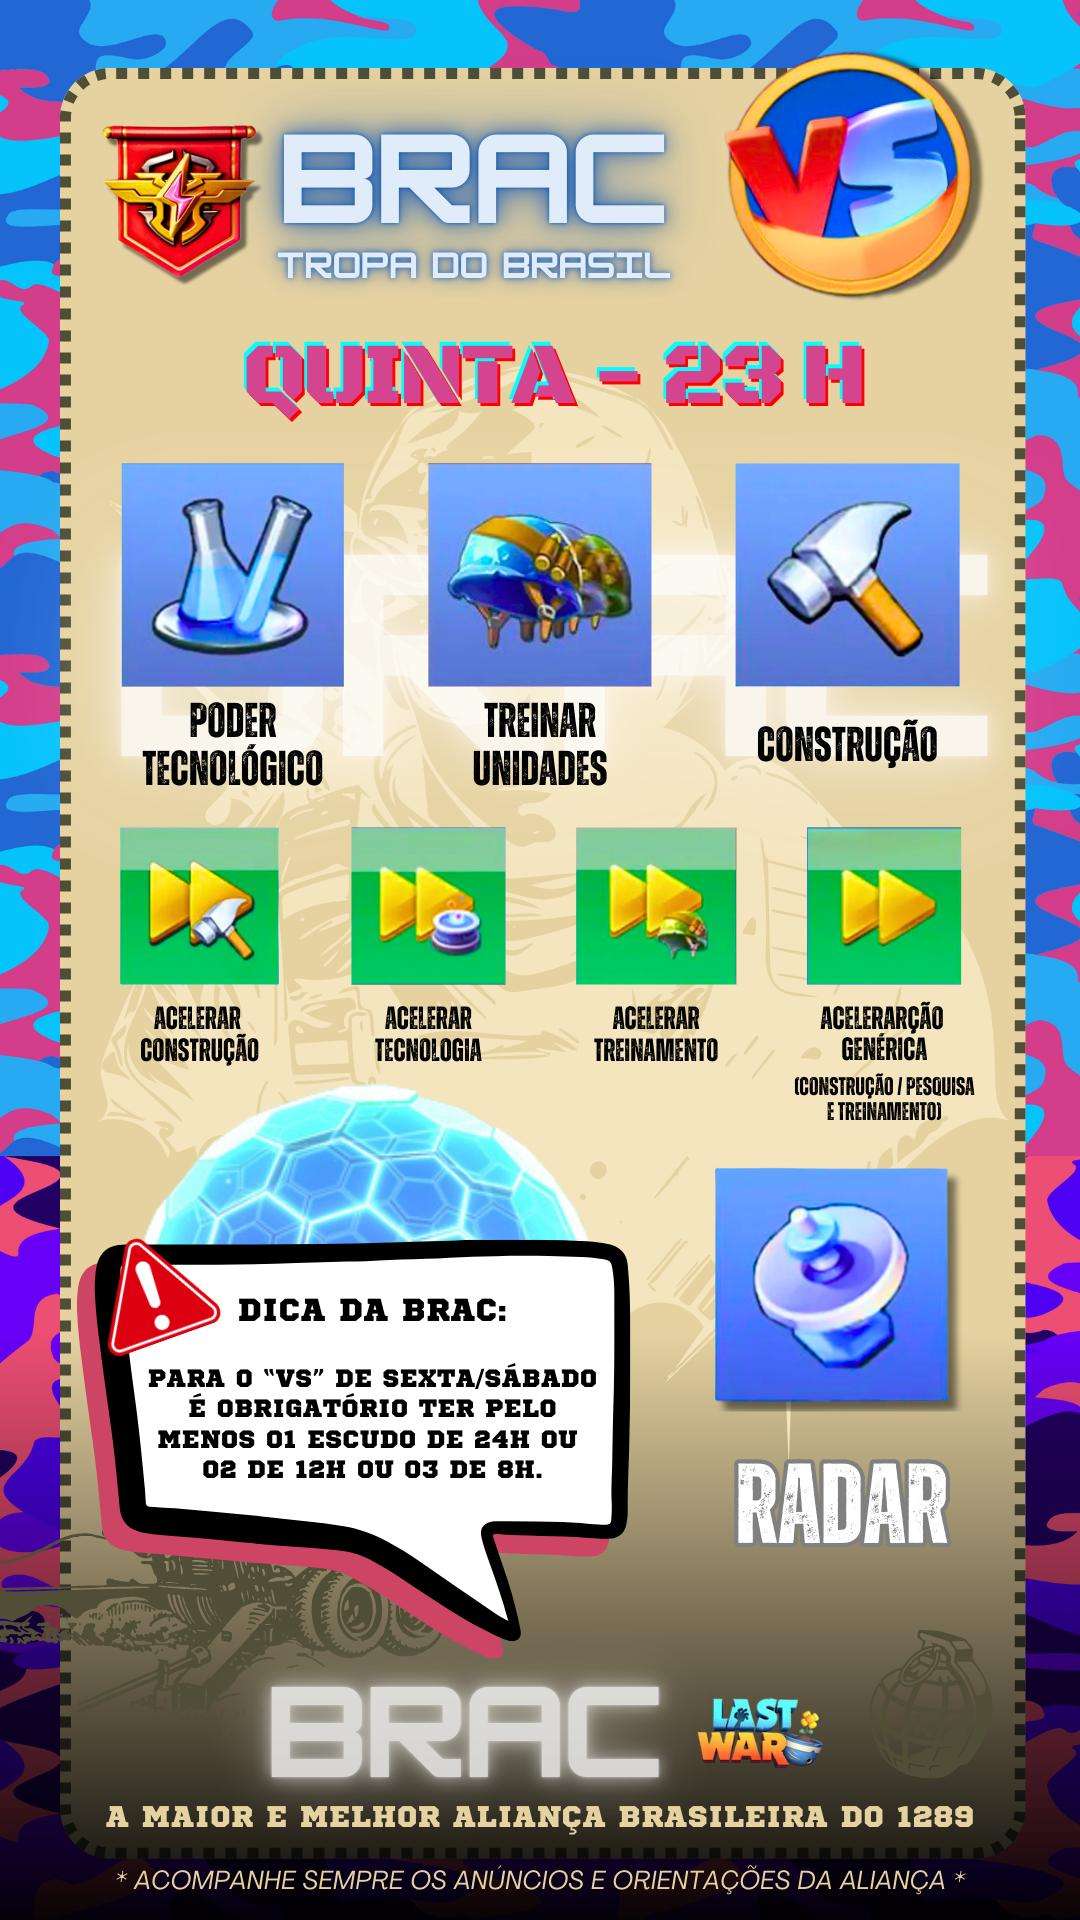 BRAC
TROPA DO BRASIL
VS
QUINTA - 23 H
PODER
TECNOLÓGICO
TREINAR
UNIDADES
CONSTRUÇÃO
ACELERAR
CONSTRUÇÃO
ACELERAR
TECNOLOGIA
ACELERAR
TREINAMENTO
ACELERARÇÃO
GENÉRICA
(CONSTRUÇÃO / PESQUISA
E TREINAMENTO)
DICA DA BRAC:
PARA O "VS" DE SEXTA/SÁBADO
É OBRIGATÓRIO TER PELO
MENOS 01 ESCUDO DE 24H OU
02 DE 12H OU 03 DE 8H.
RADAR
BRAC
LAST
WAR
A MAIOR E MELHOR ALIANÇA BRASILEIRA DO 1289
* ACOMPANHE SEMPRE OS ANÚNCIOS E ORIENTAÇÕES DA ALIANÇA *